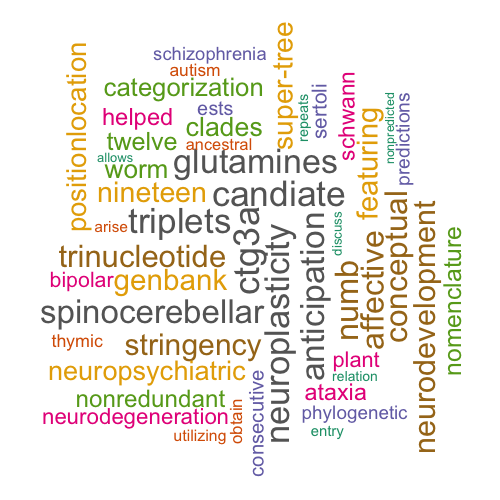 schizophrenia
autism
categorization
super-tree
positionlocation
helped
ests
repeats
sertoli
schwann
nonpredicted
predictions
twelve
clades
ancestral
allows
worm
glutamines
featuring
nineteen
candiate
arise
triplets
ctg3a
discuss
conceptual
trinucleotide
neuroplasticity
anticipation
numb
affective
neurodevelopment
nomenclature
bipolar
genbank
spinocerebellar
thymic
stringency
plant
neuropsychiatric
relation
ataxia
nonredundant
consecutive
neurodegeneration
obtain
phylogenetic
utilizing
entry